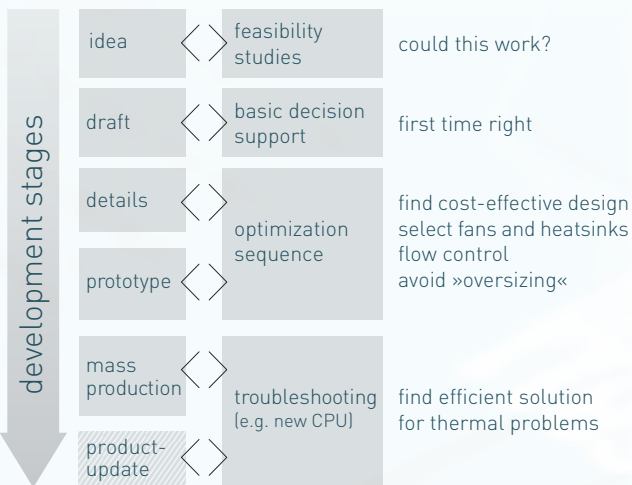 development stages
idea
feasibility
studies
could this work?
draft
basic decision
support
first time right
details
prototype
optimization
sequence
find cost-effective design
select fans and heatsinks
flow control
avoid »oversizing«
mass
production
product-
update
troubleshooting
(e.g. new CPU)
find efficient solution
for thermal problems